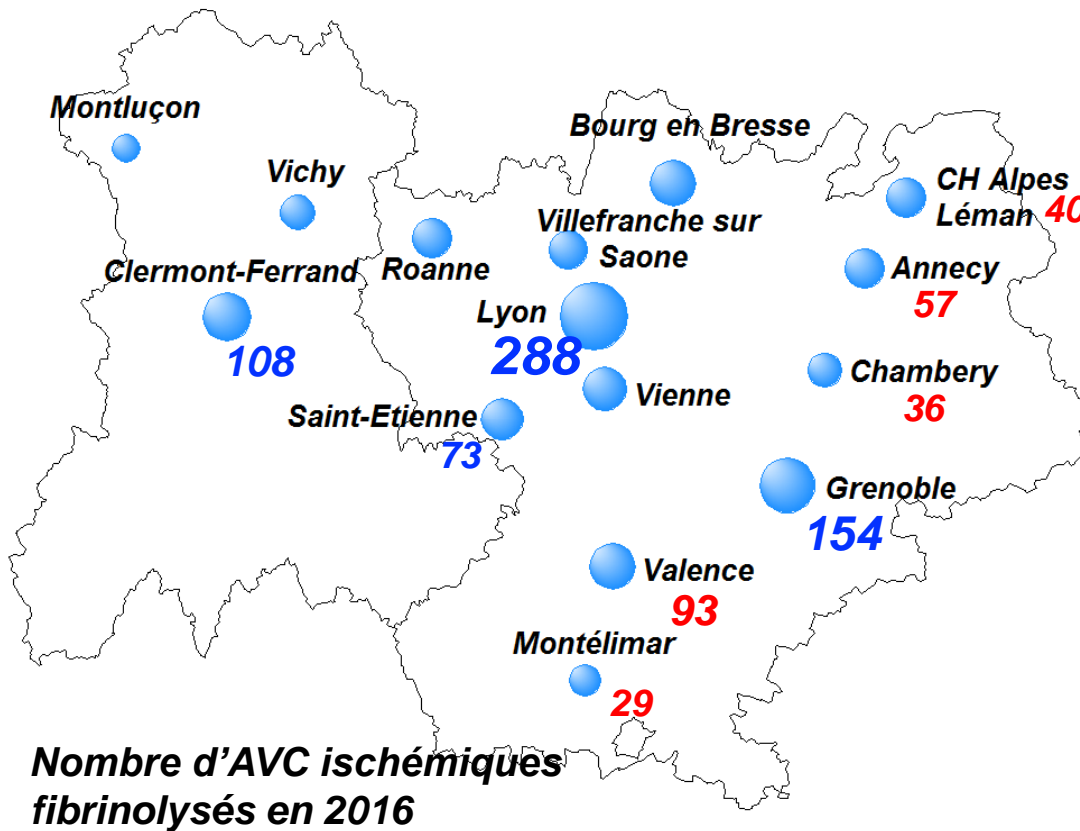 Montluçon
Bourg en Bresse
Vichy
CH Alpes
Léman 40
Villefranche sur
Saone
Roanne
Clermont-Ferrand
108
Annecy
57
Lyon
288
Chambery
36
Vienne
Saint-Etienne
73
Grenoble
154
Valence
93
Montélimar
29
Nombre d'AVC ischémiques
fibrinolysés en 2016